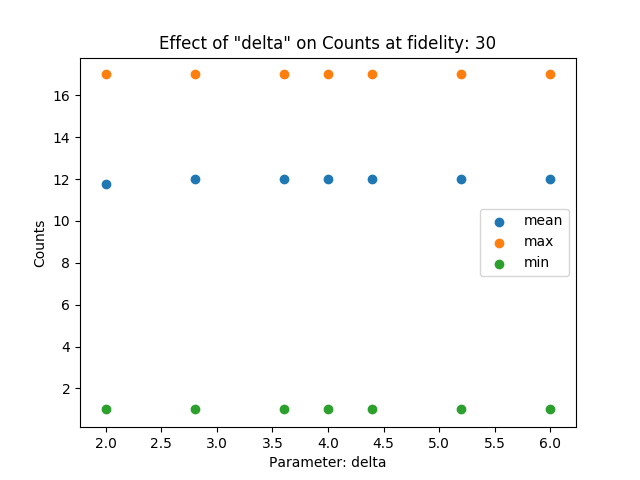 Effect of "delta" on Counts at fidelity: 30
16
14
12
10
8
6
4
2
Counts
mean
max
min
2.0 2.5 3.0 3.5 4.0 4.5 5.0 5.5 6.0
Parameter: delta